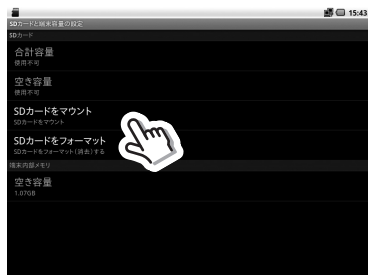 15:43
SDカードと端末容量の設定
SDカード
合計容量
使用不可
空き容量
使用不可
SDカードをマウント
SDカードをマウント
SDカードをフォーマット
SDカードをフォーマット(消去)する
端末内部メモリ
空き容量
1.07GB